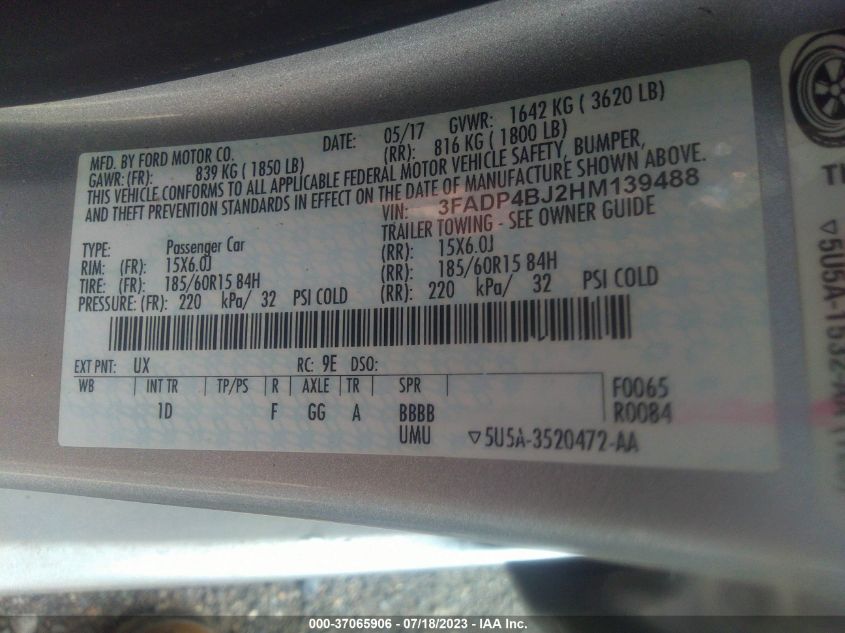 MFD. BY FORD MOTOR CO. DATE: 05/17 GVWR: 1642 KG ( 3620 LB)
GAWR: (FR): 839 KG ( 1850 LB) (RR): 816 KG ( 1800 LB)
THIS VEHICLE CONFORMS TO ALL APPLICABLE FEDERAL MOTOR VEHICLE SAFETY, BUMPER,
AND THEFT PREVENTION STANDARDS IN EFFECT ON THE DATE OF MANUFACTURE SHOWN ABOVE.
VIN: 3FADP4BJ2HM139488
TYPE: Passenger Car TRAILER TOWING - SEE OWNER GUIDE
RIM: (FR): 15X6.0J (RR): 15X6.0J
TIRE: (FR): 185/60R15 84H (RR): 185/60R15 84H
PRESSURE: (FR): 220 kPa/ 32 PSI COLD (RR): 220 kPa/ 32 PSI COLD
EXT PNT: UX RC: 9E DSO:
WB INT TR TP/PS R AXLE TR SPR F0065
1D F GG A BBBB R0084
UMU ▽5U5A-3520472-AA
000-37065906 - 07/18/2023 - IAA Inc.